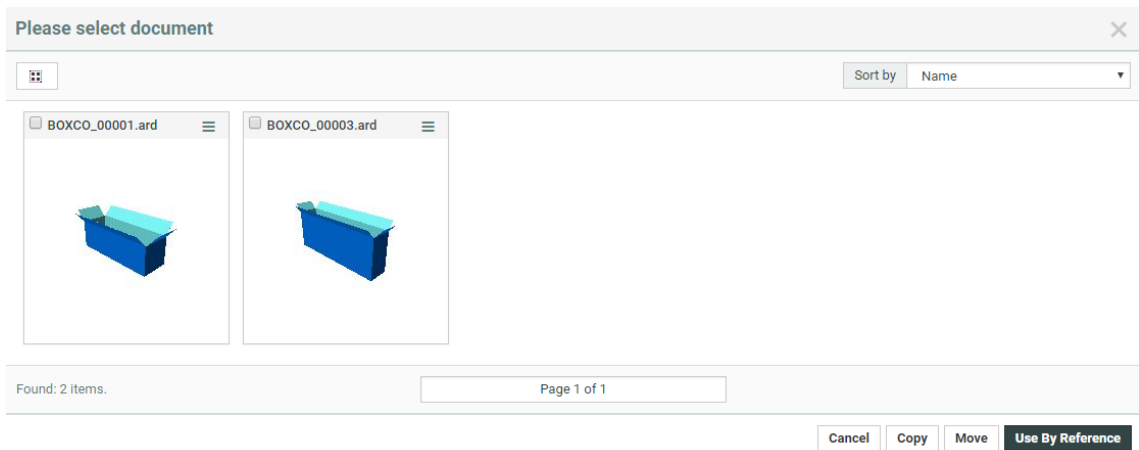 Please select document
Sort by Name
BOXCO_00001.ard
BOXCO_00003.ard
Found: 2 items.
Page 1 of 1
Cancel Copy Move Use By Reference